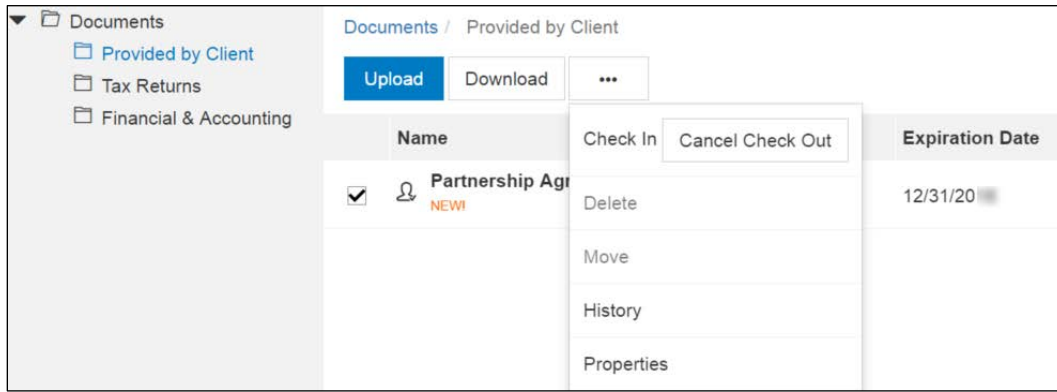 Documents
Provided by Client
Tax Returns
Financial & Accounting
Documents / Provided by Client
Upload Download •••
Name Expiration Date
Check In Cancel Check Out
Partnership
NEW!
12/31/20
Delete
Move
History
Properties